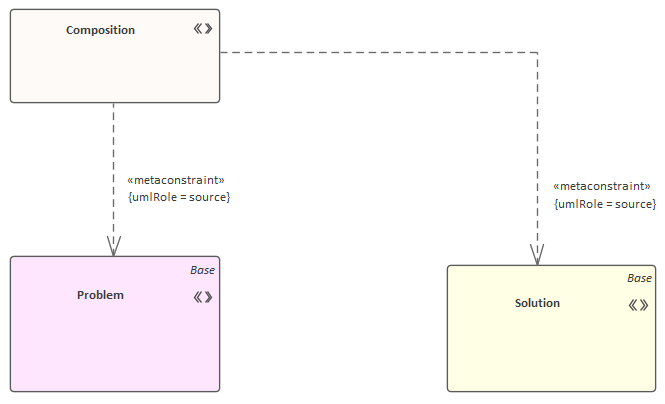 Composition
«»
«metaconstraint»
{umlRole = source}
«metaconstraint»
{umlRole = source}
Base
Problem
«»
Base
Solution
«»